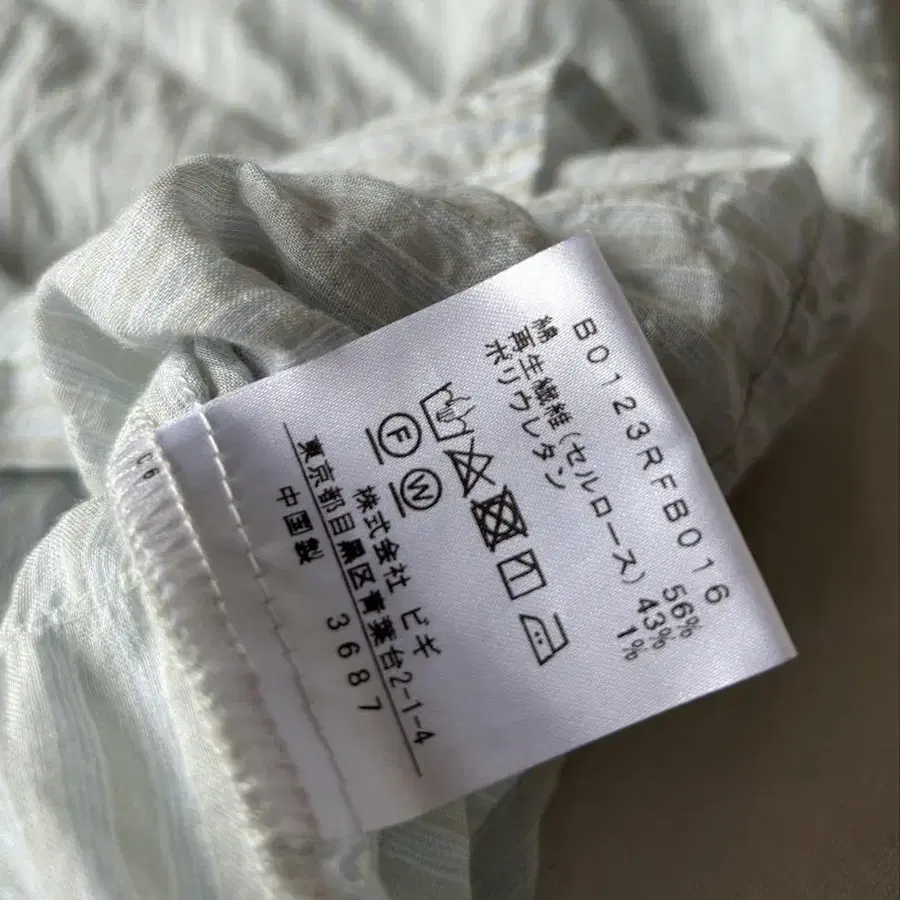 B0123RFB016
綿 56%
再生繊維(セルロース) 43%
ポリウレタン 1%
F W
株式会社 ビギ
東京都目黒区青葉台2-1-4
3687
中国製